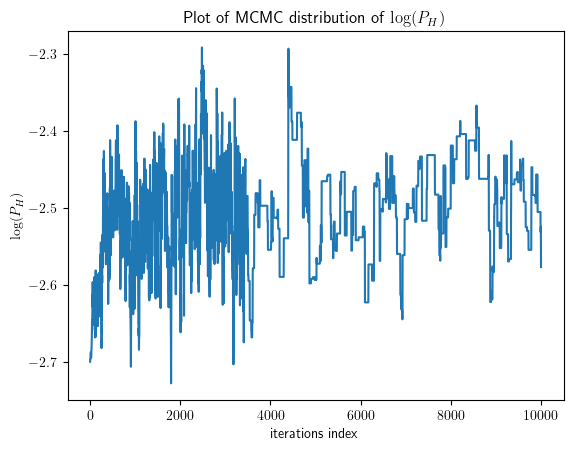 Plot of MCMC distribution of log(P_H)
−2.3
−2.4
−2.5
−2.6
−2.7
log(P_H)
0 2000 4000 6000 8000 10000
iterations index